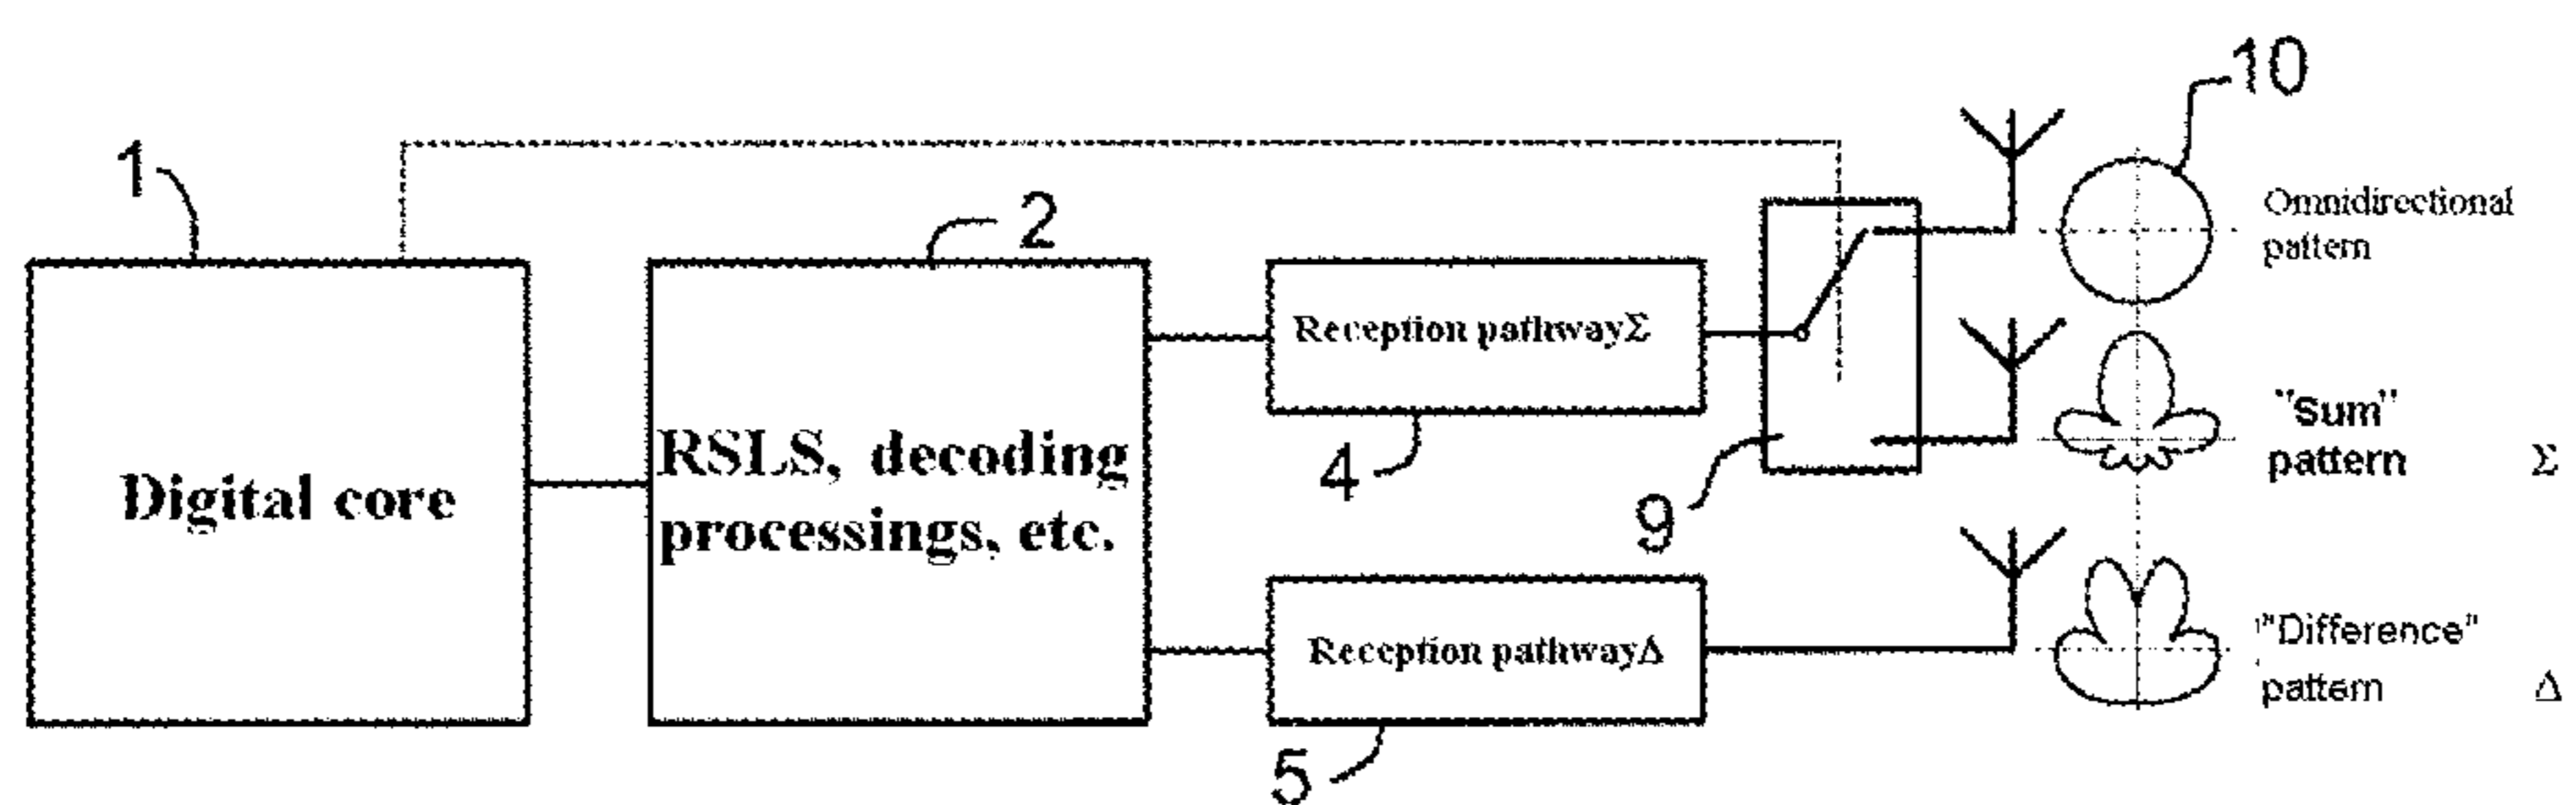 10
1
2
Omnidirectional
pattern
Reception pathwayΣ
"Sum"
pattern Σ
RSLS, decoding
processings, etc.
Digital core
4
9
"Difference"
pattern Δ
Reception pathwayΔ
5